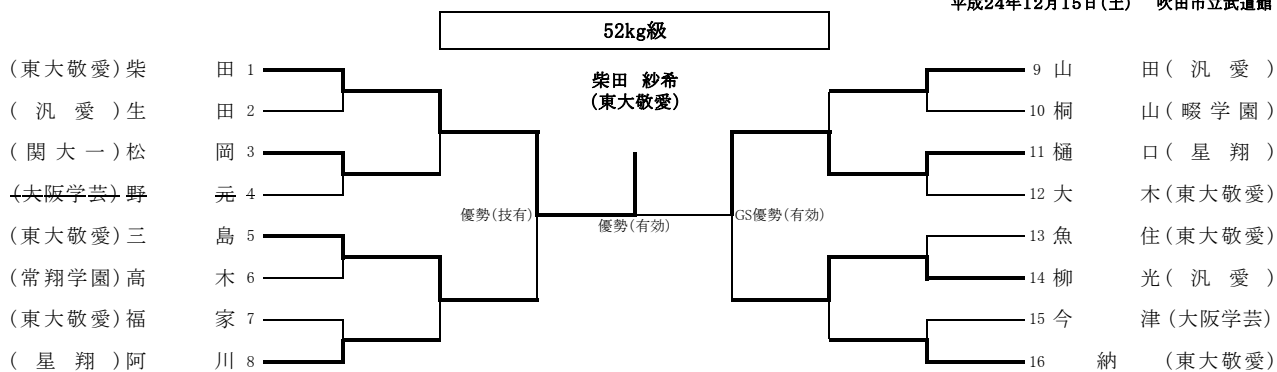 平成24年12月15日(土) 吹田市立武道館
52kg級
柴田 紗希
(東大敬愛)
(東大敬愛)柴 田 1
( 汎 愛 )生 田 2
(関大一)松 岡 3
(大阪学芸)野 元 4
(東大敬愛)三 島 5
(常翔学園)高 木 6
(東大敬愛)福 家 7
( 星 翔 )阿 川 8
優勢(技有)
優勢(有効)
GS優勢(有効)
9 山 田( 汎 愛 )
10 桐 山(畷学園)
11 樋 口( 星 翔 )
12 大 木(東大敬愛)
13 魚 住(東大敬愛)
14 柳 光( 汎 愛 )
15 今 津(大阪学芸)
16 納 (東大敬愛)